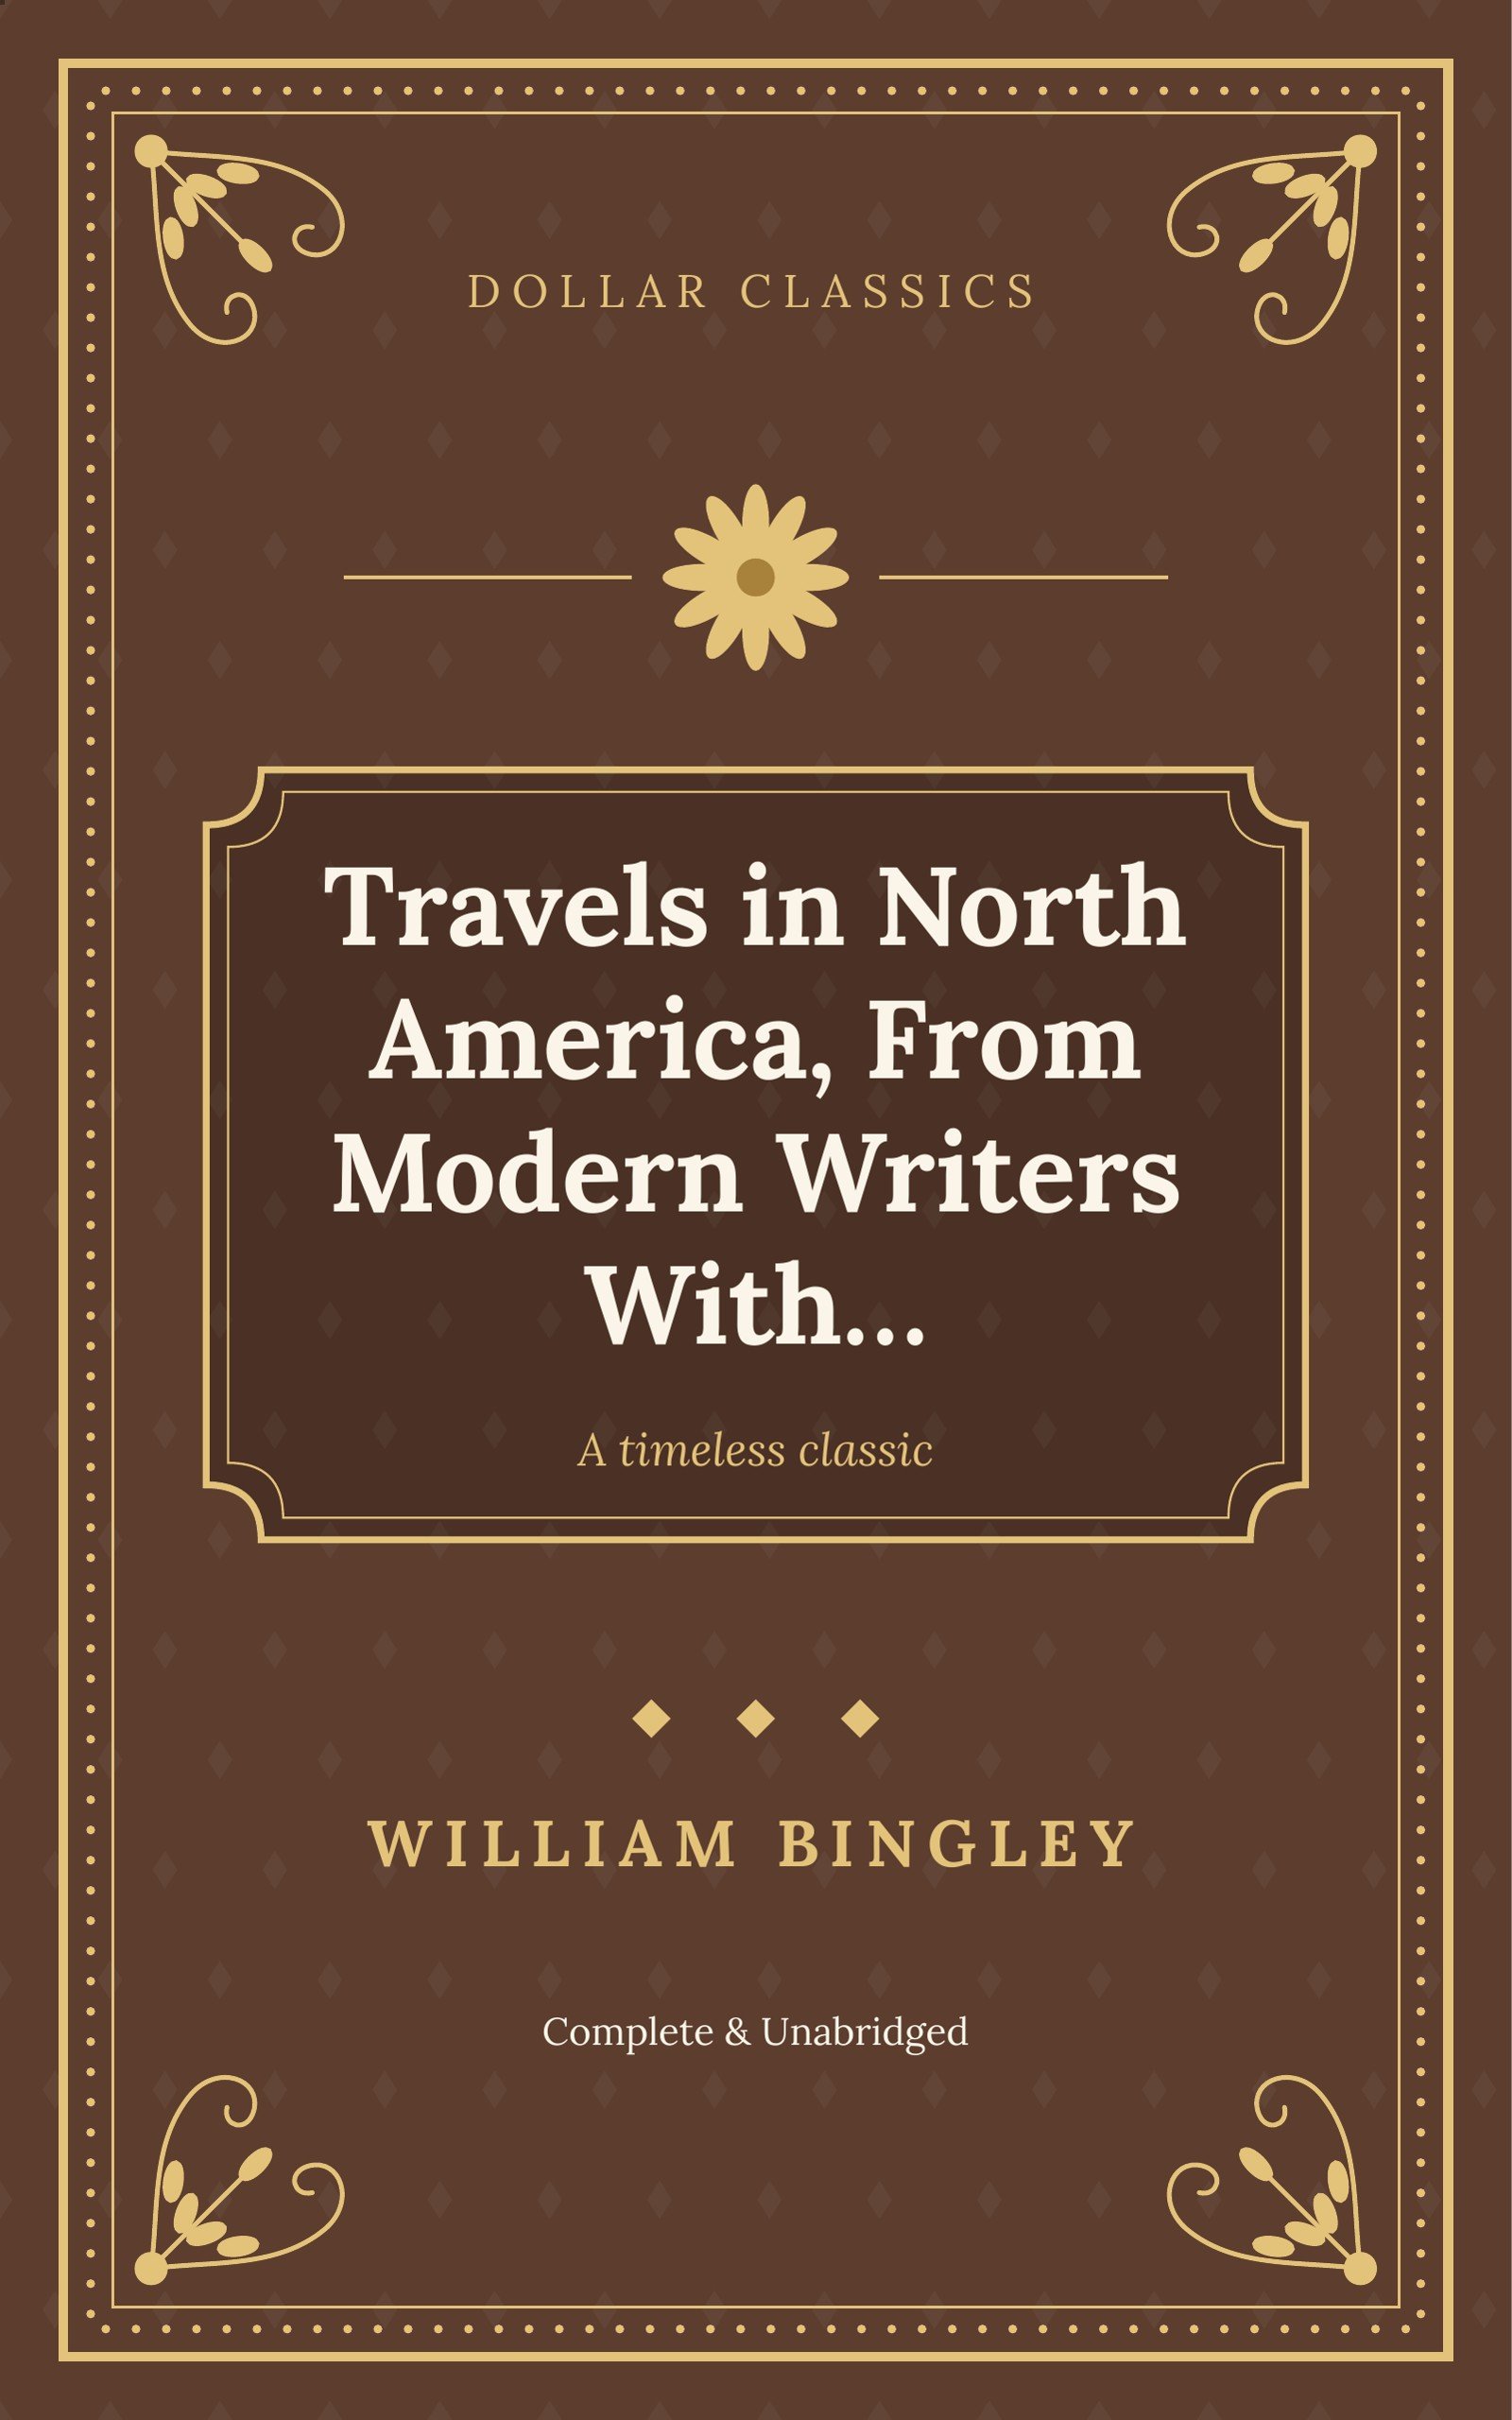 DOLLAR CLASSICS
Travels in North
America, From
Modern Writers
With...
A timeless classic
WILLIAM BINGLEY
Complete & Unabridged